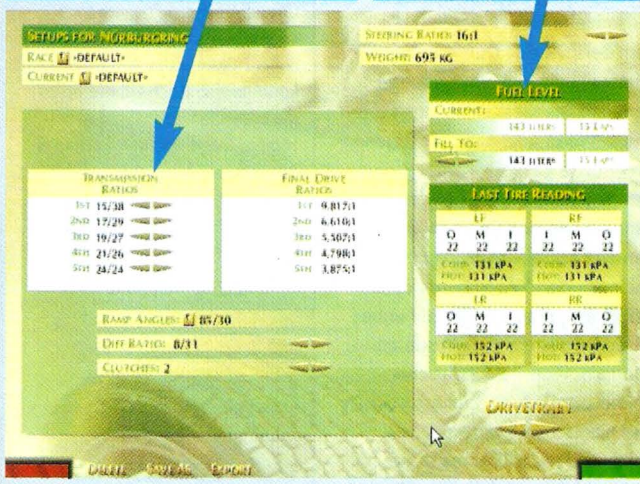 SETUPS FOR NURBURGRING
RACE <DEFAULT>
CURRENT <DEFAULT>
STEERING RATIO: 16:1
WEIGHT: 695 KG
FUEL LEVEL
CURRENT:
143 LITERS 15 LAPS
FILL TO:
143 LITERS 15 LAPS
TRANSMISSION RATIOS
1ST 15/38
2ND 17/29
3RD 19/27
4TH 21/26
5TH 24/24
FINAL DRIVE RATIOS
1ST 9,817:1
2ND 6,610:1
3RD 5,507:1
4TH 4,798:1
5TH 3,875:1
RAMP ANGLES: 85/30
DIFF RATIO: 8/31
CLUTCHES: 2
LAST TIRE READING
LF RF
O M I I M O
22 22 22 22 22 22
COLD: 131 KPA COLD: 131 KPA
HOT: 131 KPA HOT: 131 KPA
LR RR
O M I I M O
22 22 22 22 22 22
COLD: 152 KPA COLD: 152 KPA
HOT: 152 KPA HOT: 152 KPA
DRIVETRAIN
DELETE SAVE AS EXPORT